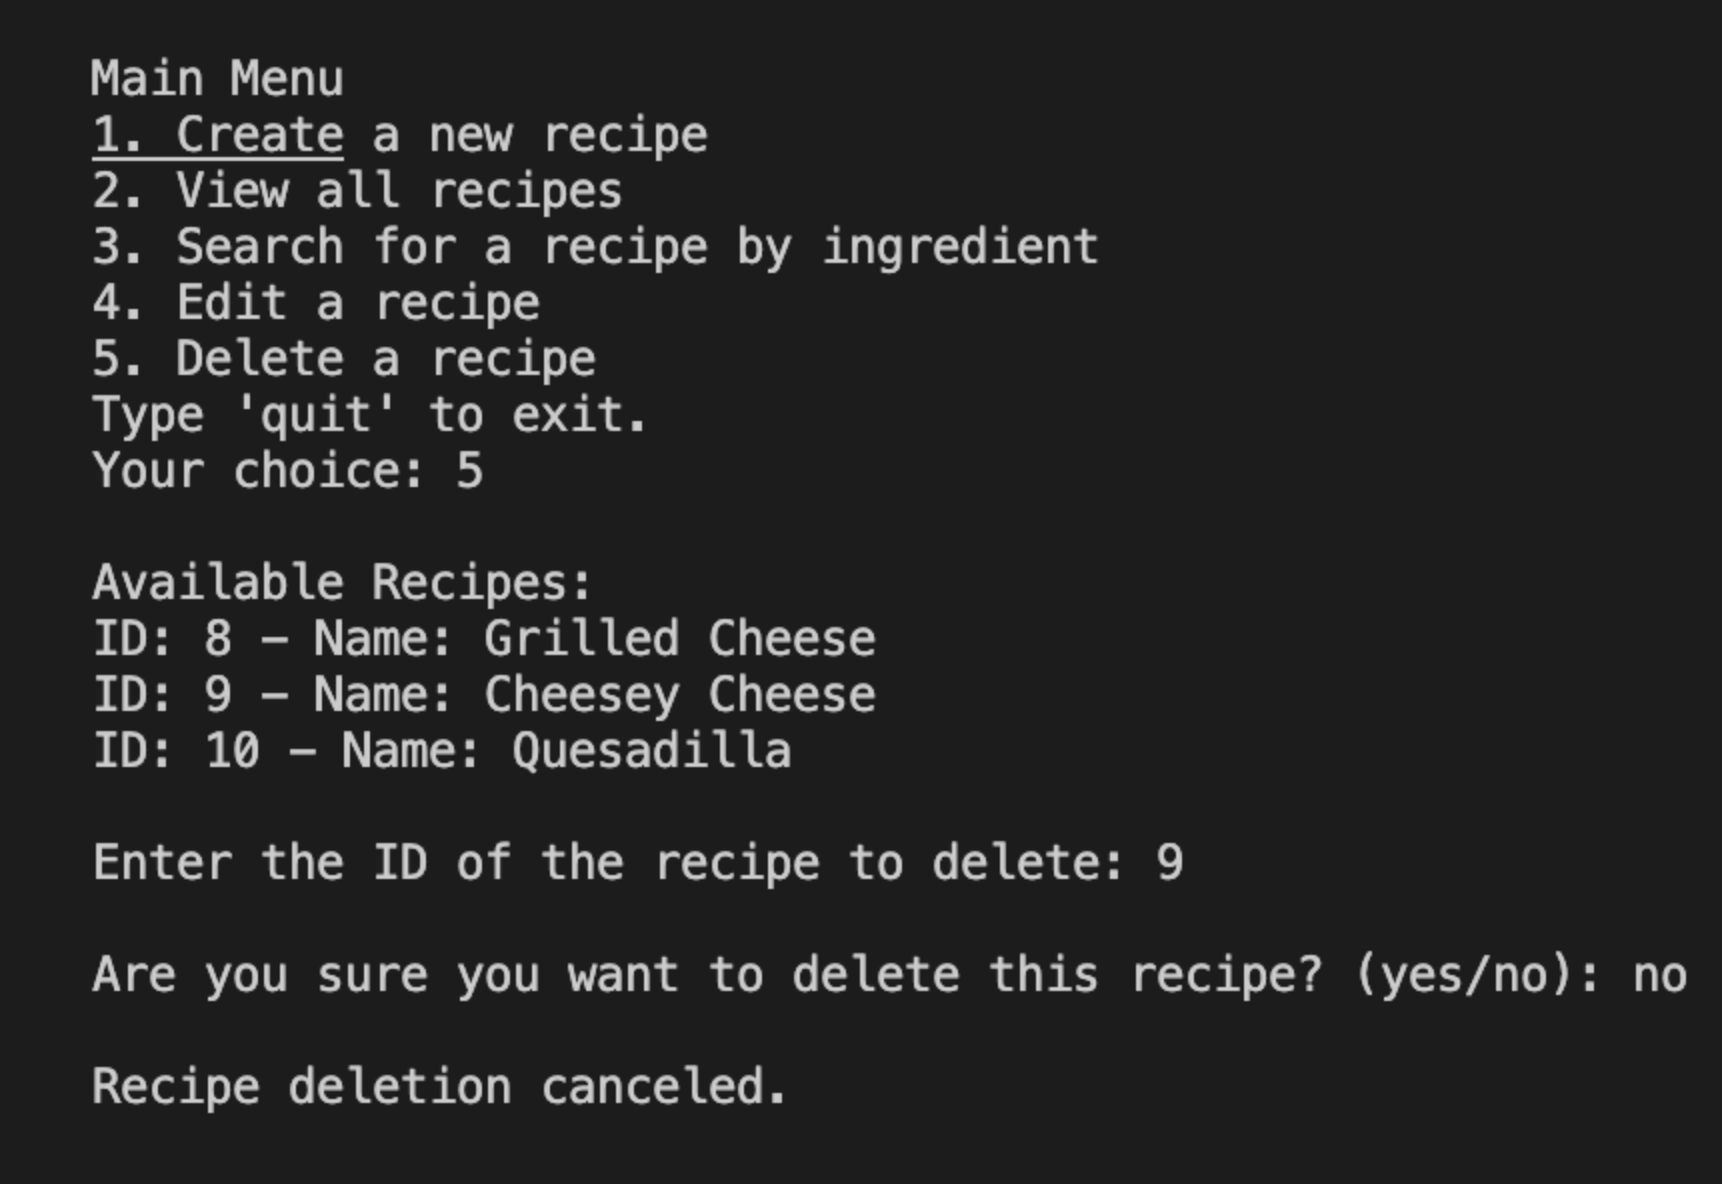 Main Menu
1. Create a new recipe
2. View all recipes
3. Search for a recipe by ingredient
4. Edit a recipe
5. Delete a recipe
Type 'quit' to exit.
Your choice: 5
Available Recipes:
ID: 8 – Name: Grilled Cheese
ID: 9 – Name: Cheesey Cheese
ID: 10 – Name: Quesadilla
Enter the ID of the recipe to delete: 9
Are you sure you want to delete this recipe? (yes/no): no
Recipe deletion canceled.